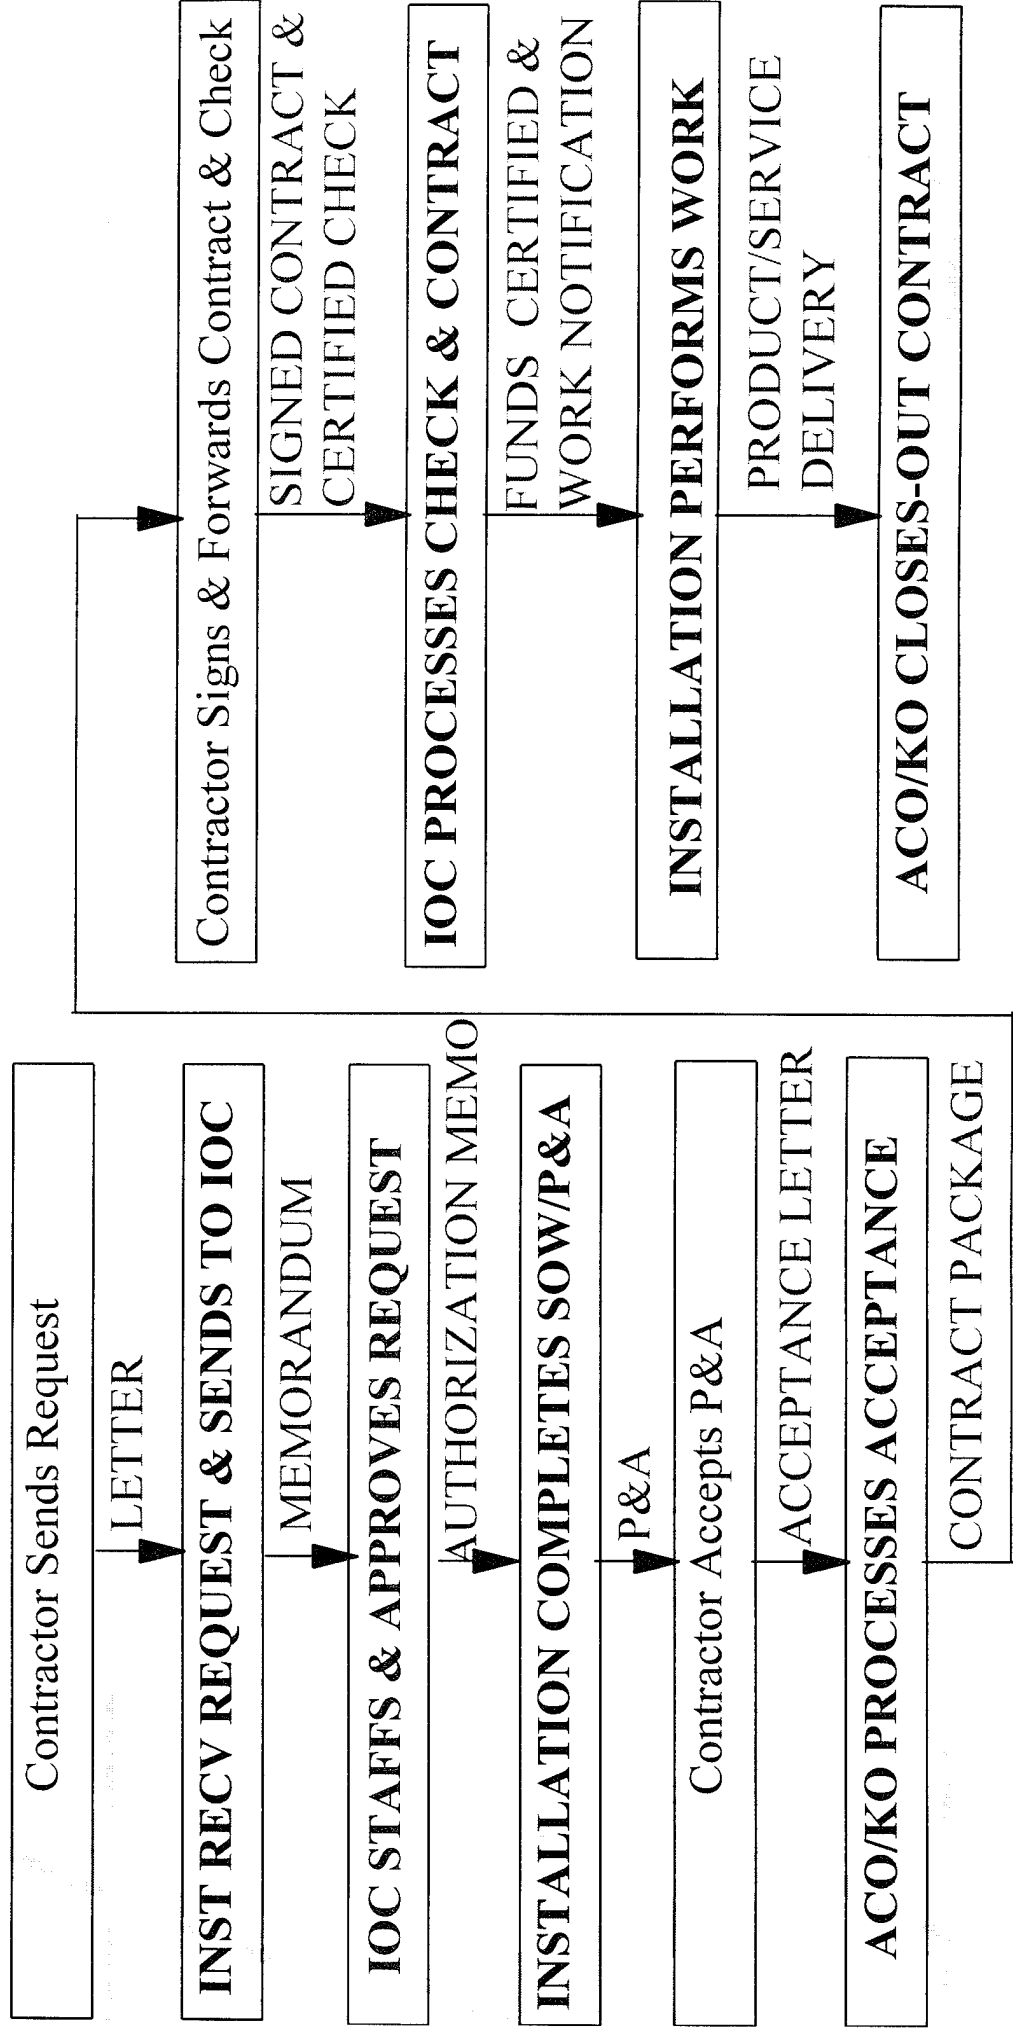 Contractor Sends Request
LETTER
INST RECV REQUEST & SENDS TO IOC
MEMORANDUM
IOC STAFFS & APPROVES REQUEST
AUTHORIZATION MEMO
INSTALLATION COMPLETES SOW/P&A
P&A
Contractor Accepts P&A
ACCEPTANCE LETTER
ACO/KO PROCESSES ACCEPTANCE
CONTRACT PACKAGE
Contractor Signs & Forwards Contract & Check
SIGNED CONTRACT &
CERTIFIED CHECK
IOC PROCESSES CHECK & CONTRACT
FUNDS CERTIFIED &
WORK NOTIFICATION
INSTALLATION PERFORMS WORK
PRODUCT/SERVICE
DELIVERY
ACO/KO CLOSES-OUT CONTRACT